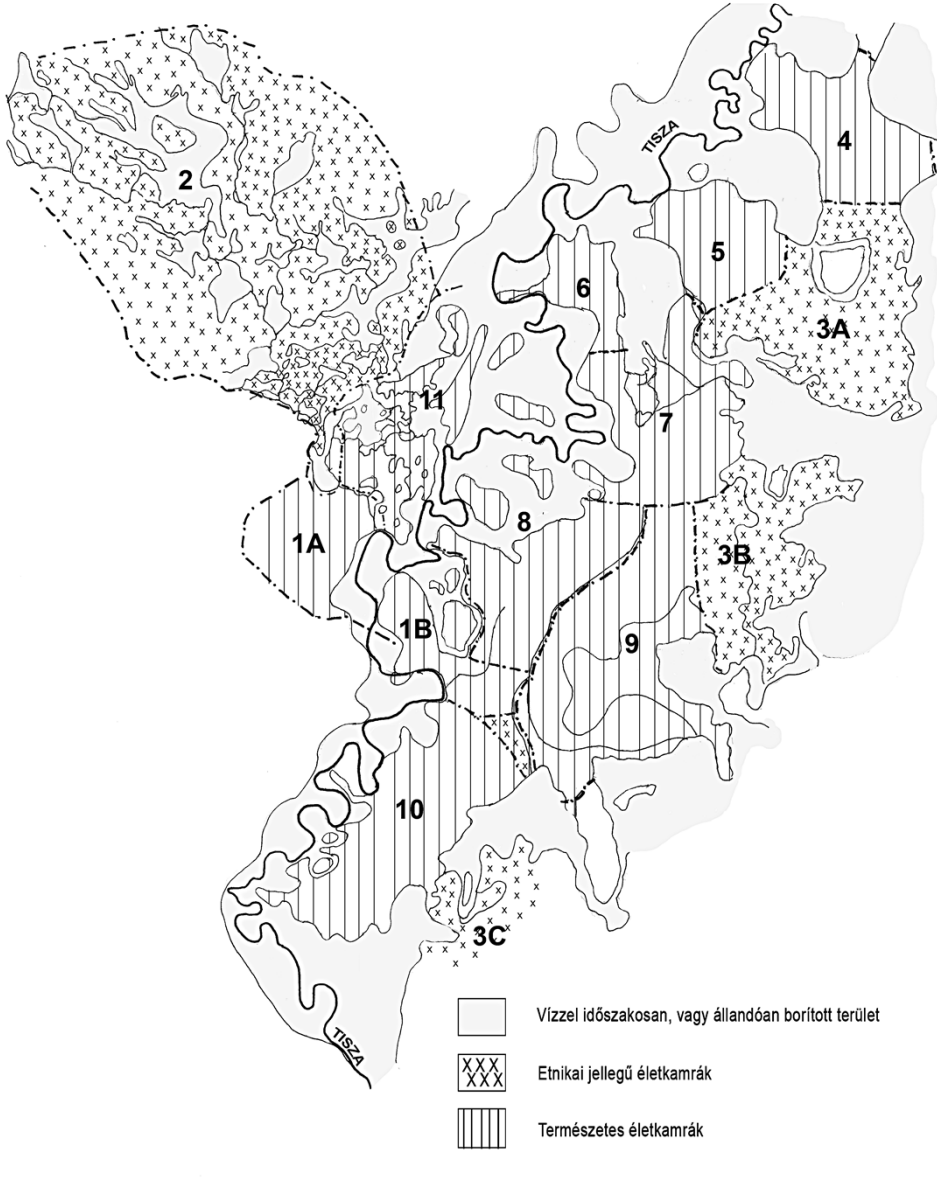 TISZA
4
2
5
6
3A
11
7
8
1A
3B
1B
9
10
3C
TISZA
Vízzel időszakosan, vagy állandóan borított terület
Etnikai jellegű életkamrák
Természetes életkamrák